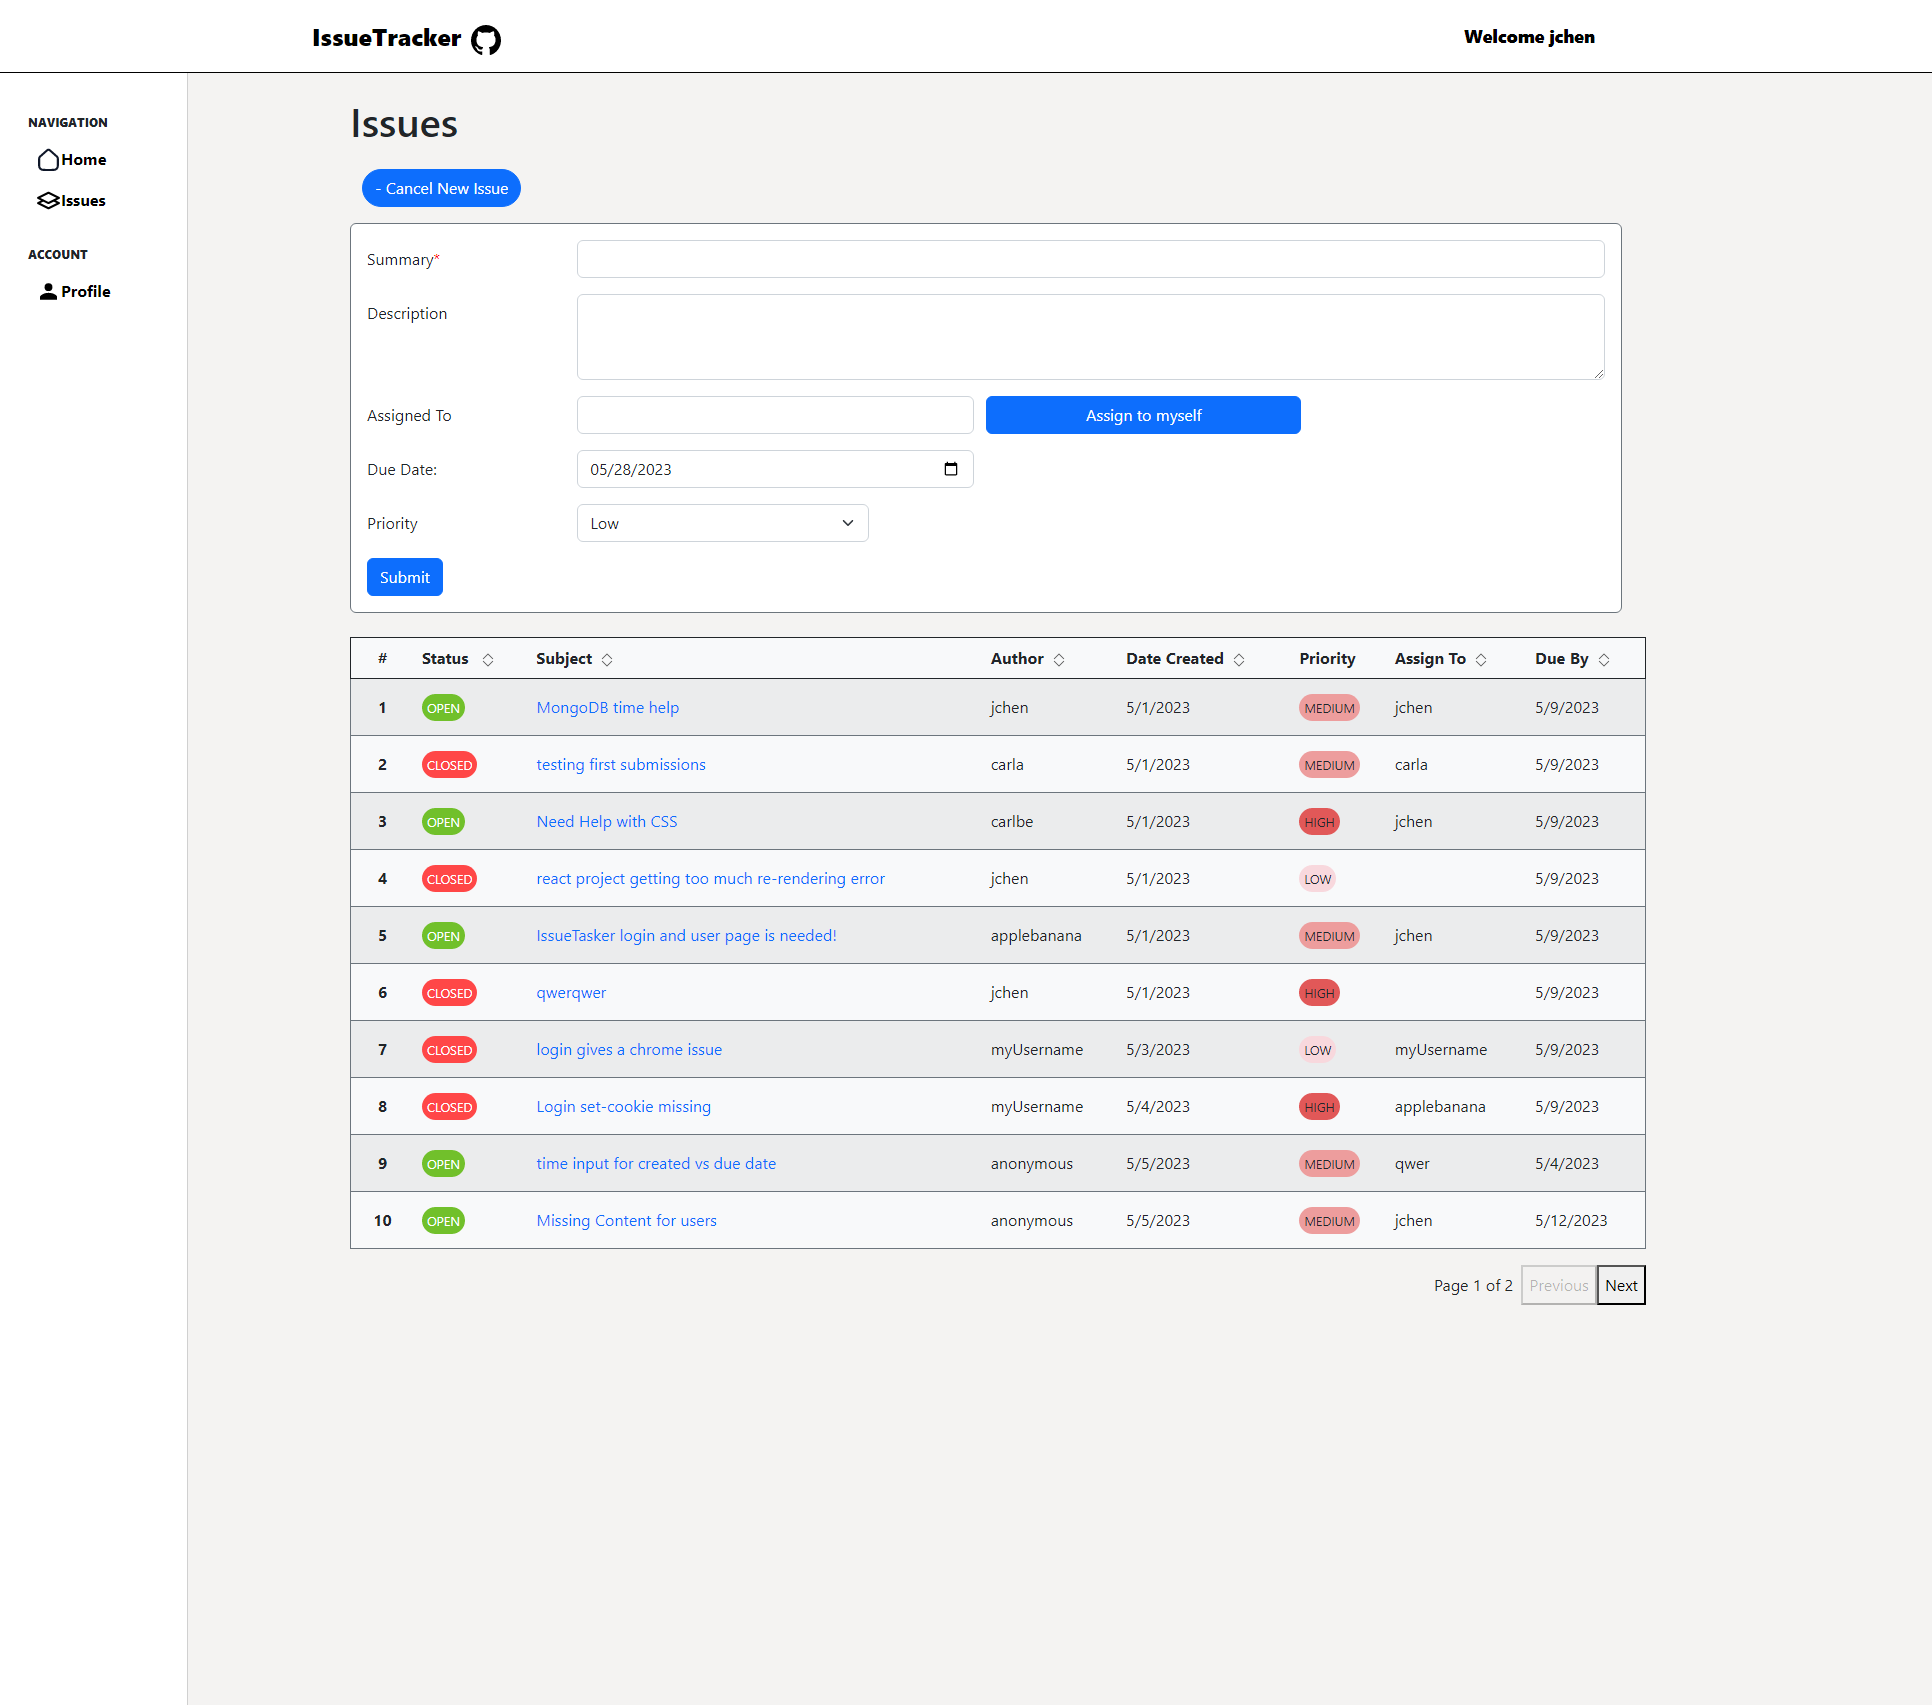 IssueTracker
Welcome jchen
NAVIGATION
Home
Issues
ACCOUNT
Profile
Issues
- Cancel New Issue
Summary*
Description
Assigned To
Assign to myself
Due Date:
05/28/2023
Priority
Low
Submit
# Status Subject Author Date Created Priority Assign To Due By
1 OPEN MongoDB time help jchen 5/1/2023 MEDIUM jchen 5/9/2023
2 CLOSED testing first submissions carla 5/1/2023 MEDIUM carla 5/9/2023
3 OPEN Need Help with CSS carlbe 5/1/2023 HIGH jchen 5/9/2023
4 CLOSED react project getting too much re-rendering error jchen 5/1/2023 LOW 5/9/2023
5 OPEN IssueTasker login and user page is needed! applebanana 5/1/2023 MEDIUM jchen 5/9/2023
6 CLOSED qwerqwer jchen 5/1/2023 HIGH 5/9/2023
7 CLOSED login gives a chrome issue myUsername 5/3/2023 LOW myUsername 5/9/2023
8 CLOSED Login set-cookie missing myUsername 5/4/2023 HIGH applebanana 5/9/2023
9 OPEN time input for created vs due date anonymous 5/5/2023 MEDIUM qwer 5/4/2023
10 OPEN Missing Content for users anonymous 5/5/2023 MEDIUM jchen 5/12/2023
Page 1 of 2 Previous Next